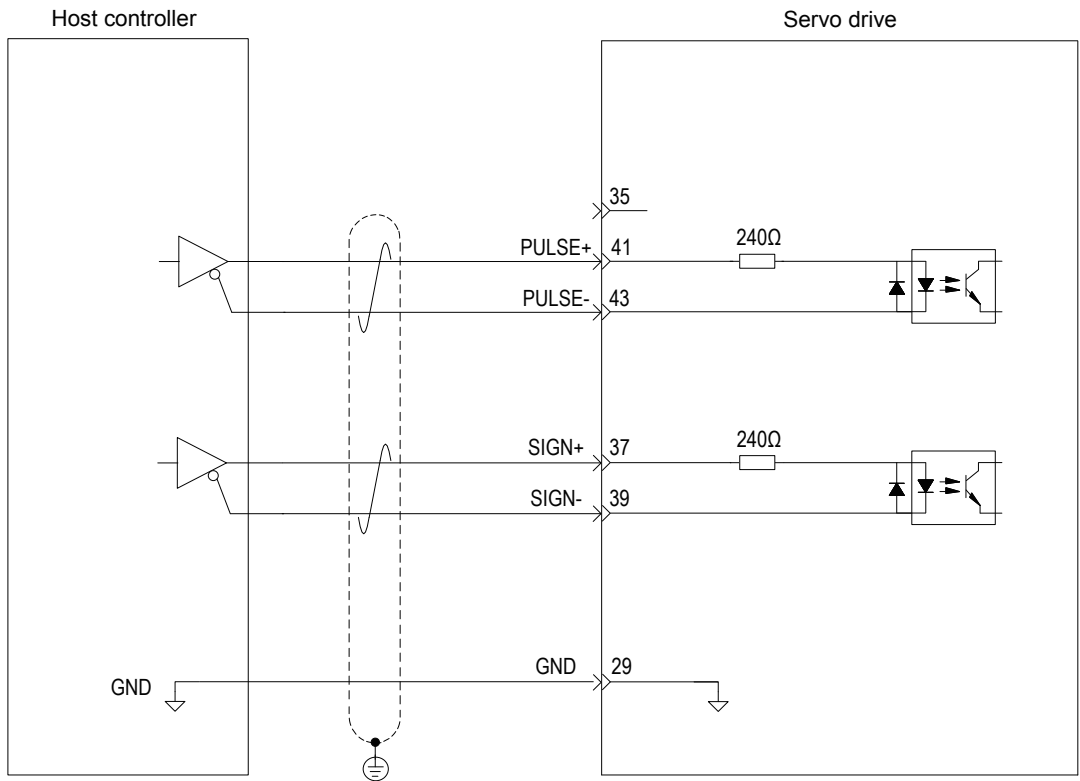 Host controller
Servo drive
35
PULSE+ 41 240Ω
PULSE- 43
SIGN+ 37 240Ω
SIGN- 39
GND 29
GND